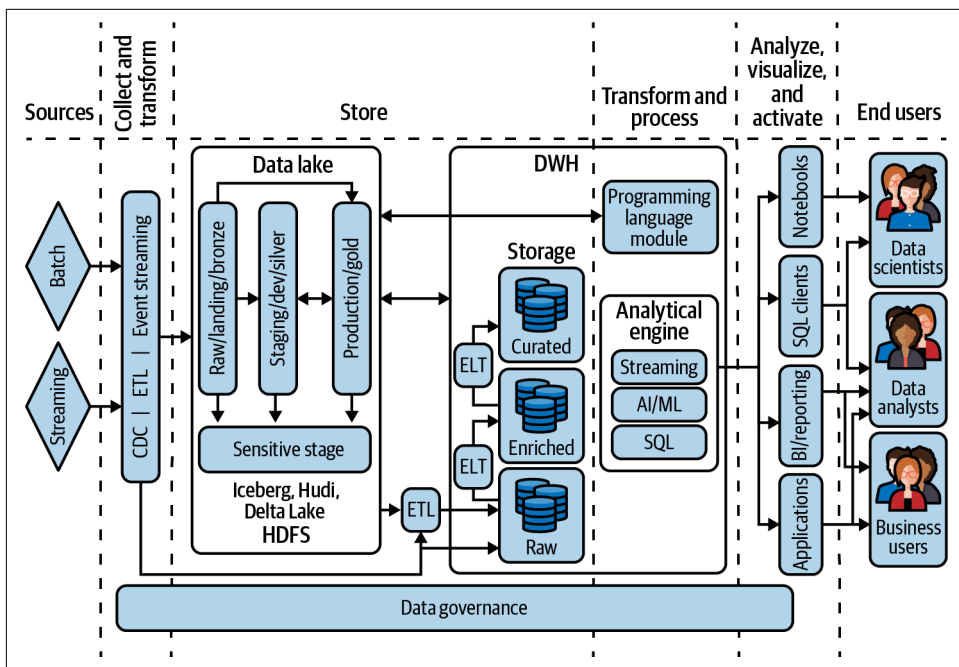 Sources
Collect and
transform
Store
Transform and
process
Analyze,
visualize,
and
activate
End users
Batch
Streaming
CDC | ETL | Event streaming
Data lake
Raw/landing/bronze
Staging/dev/silver
Production/gold
Sensitive stage
Iceberg, Hudi,
Delta Lake
HDFS
ETL
DWH
Storage
Curated
ELT
Enriched
ELT
Raw
Programming
language
module
Analytical
engine
Streaming
AI/ML
SQL
Notebooks
SQL clients
BI/reporting
Applications
Data
scientists
Data
analysts
Business
users
Data governance